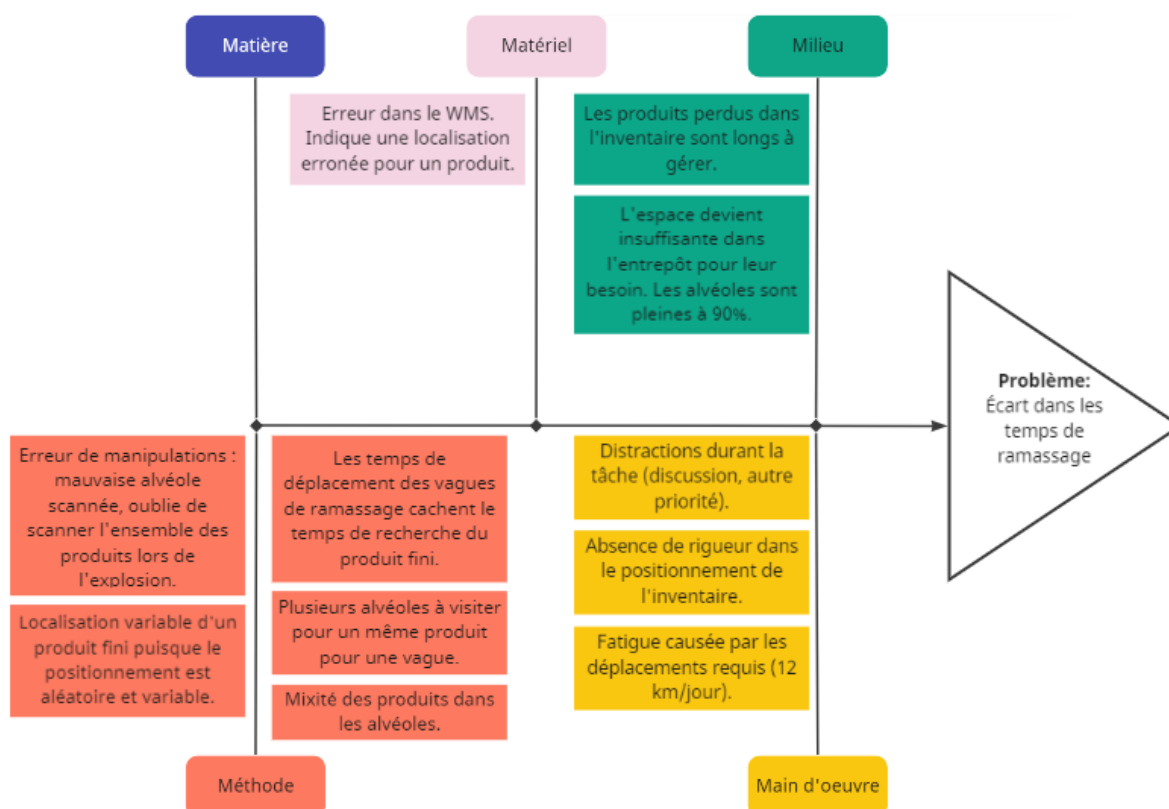 Matière
Matériel
Milieu
Erreur dans le WMS.
Indique une localisation
erronée pour un produit.
Les produits perdus dans
l'inventaire sont longs à
gérer.
L'espace devient
insuffisante dans
l'entrepôt pour leur
besoin. Les alvéoles sont
pleines à 90%.
Problème:
Écart dans les
temps de
ramassage
Erreur de manipulations :
mauvaise alvéole
scannée, oublie de
scanner l'ensemble des
produits lors de
l'explosion.
Localisation variable d'un
produit fini puisque le
positionnement est
aléatoire et variable.
Les temps de
déplacement des vagues
de ramassage cachent le
temps de recherche du
produit fini.
Plusieurs alvéoles à visiter
pour un même produit
pour une vague.
Mixité des produits dans
les alvéoles.
Distractions durant la
tâche (discussion, autre
priorité).
Absence de rigueur dans
le positionnement de
l'inventaire.
Fatigue causée par les
déplacements requis (12
km/jour).
Méthode
Main d'oeuvre